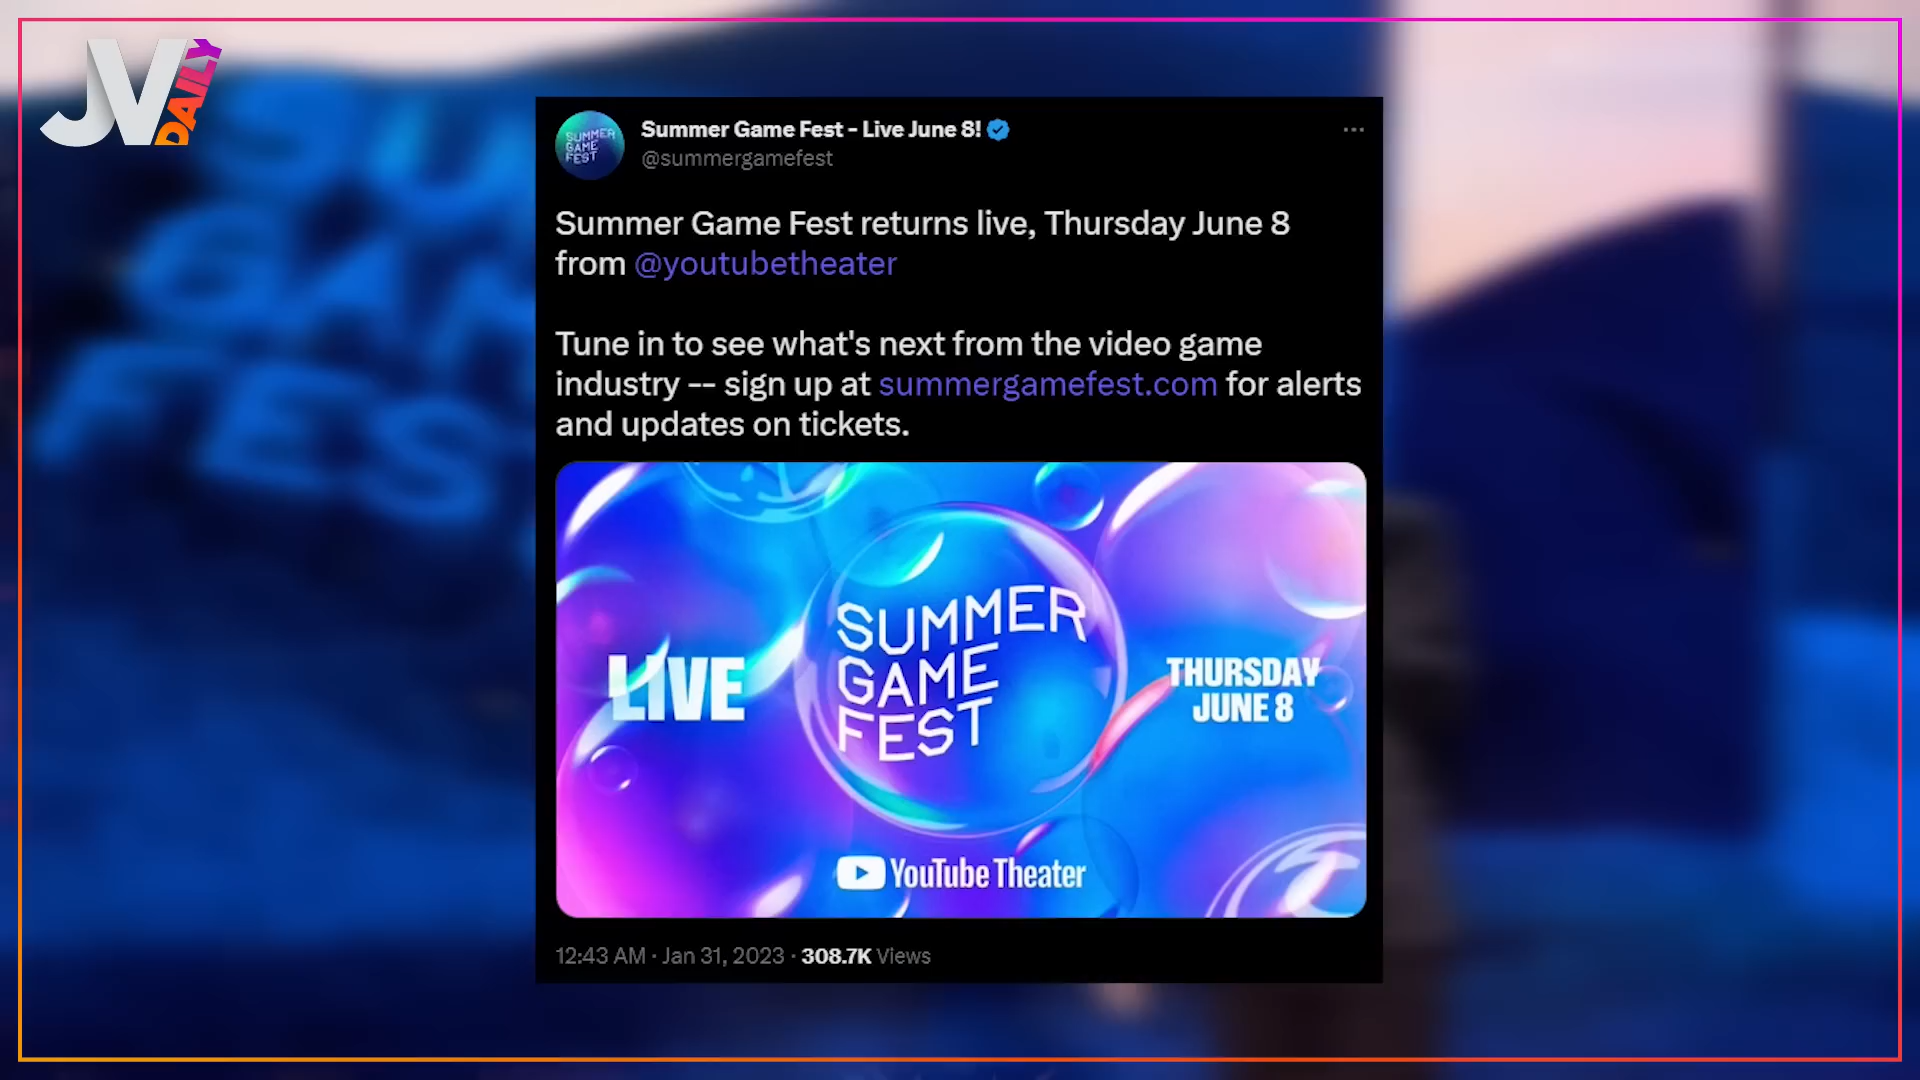 JV
DAILY
SUMMER
GAME
FEST
Summer Game Fest - Live June 8!
@summergamefest
Summer Game Fest returns live, Thursday June 8
from @youtubetheater
Tune in to see what's next from the video game
industry -- sign up at summergamefest.com for alerts
and updates on tickets.
LIVE
SUMMER
GAME
FEST
THURSDAY
JUNE 8
YouTube Theater
12:43 AM · Jan 31, 2023 · 308.7K Views